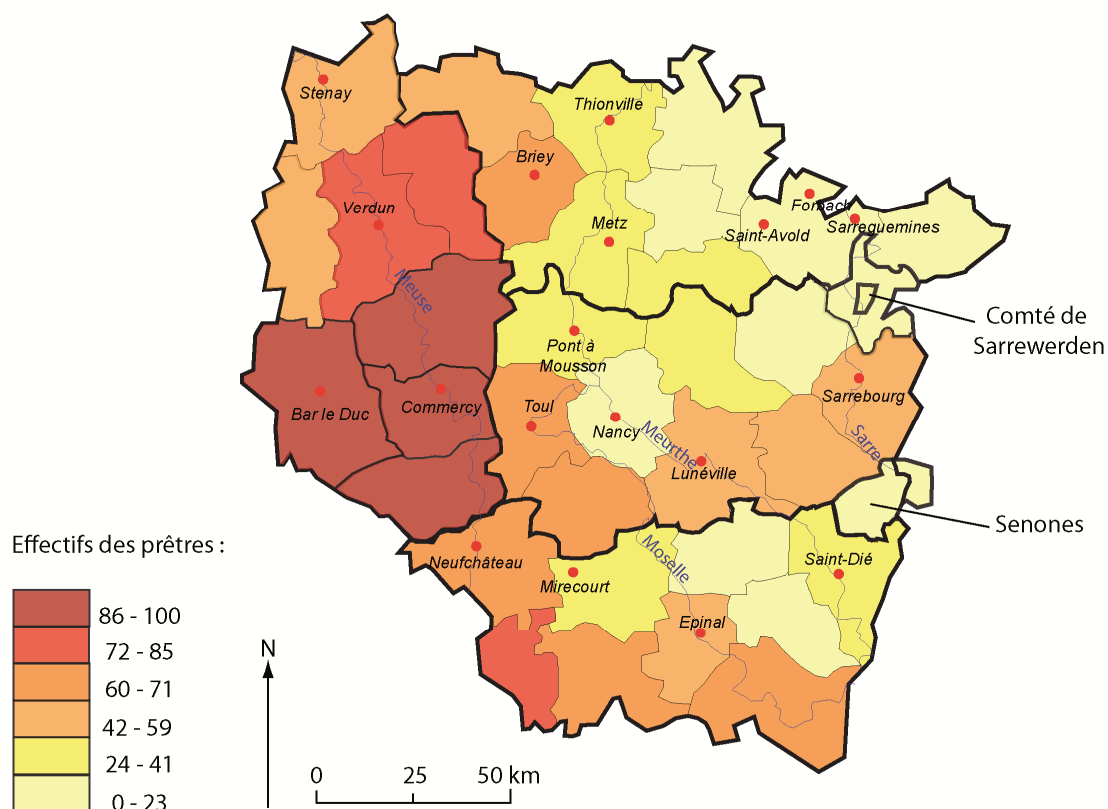 Stenay
Thionville
Briey
Verdun
Metz
Forbach
Sarreguemines
Saint-Avold
Meuse
Comté de
Sarrewerden
Pont à
Mousson
Sarrebourg
Bar le Duc
Commercy
Toul
Nancy
Meurthe
Sarre
Lunéville
Senones
Effectifs des prêtres :
Neufchâteau
Moselle
Saint-Dié
Mirecourt
Epinal
86 - 100
72 - 85
60 - 71
42 - 59
24 - 41
0 - 23
N
0 25 50 km